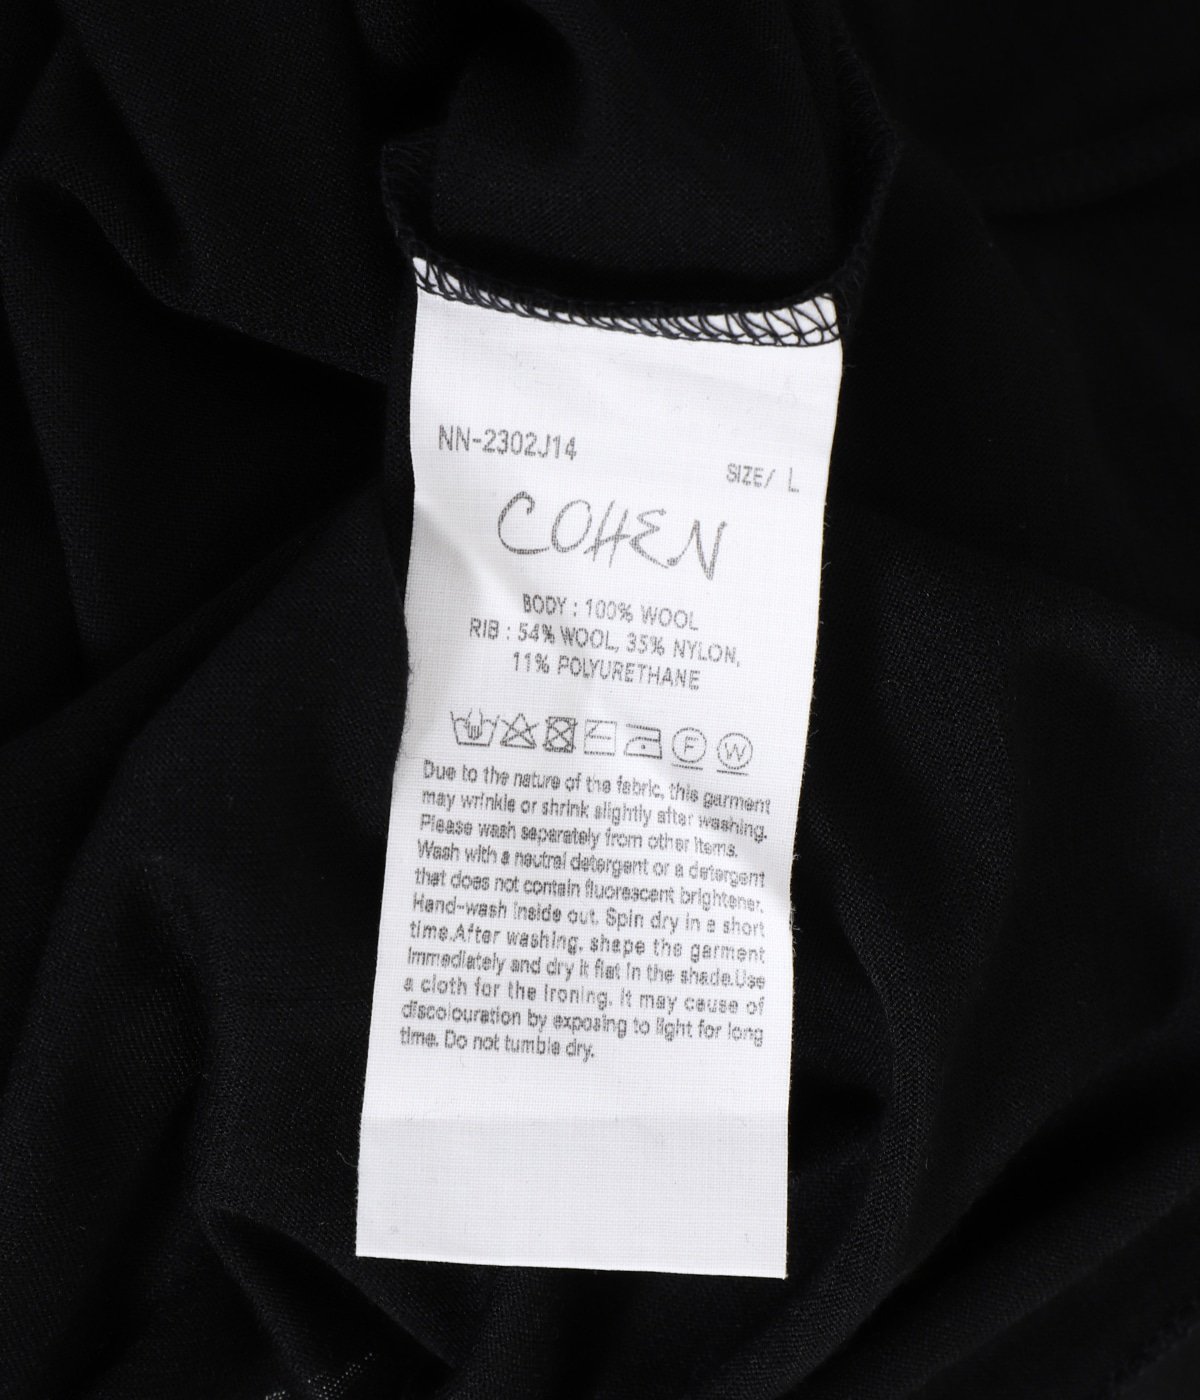 NN-2302J14
SIZE/ L
COHEN
BODY : 100% WOOL
RIB : 54% WOOL, 35% NYLON,
11% POLYURETHANE
F W
Due to the nature of the fabric, this garment
may wrinkle or shrink slightly after washing.
Please wash separately from other items.
Wash with a neutral detergent or a detergent
that does not contain fluorescent brightener.
Hand-wash inside out. Spin dry in a short
time.After washing, shape the garment
immediately and dry it flat in the shade.Use
a cloth for the ironing. It may cause of
discolouration by exposing to light for long
time. Do not tumble dry.